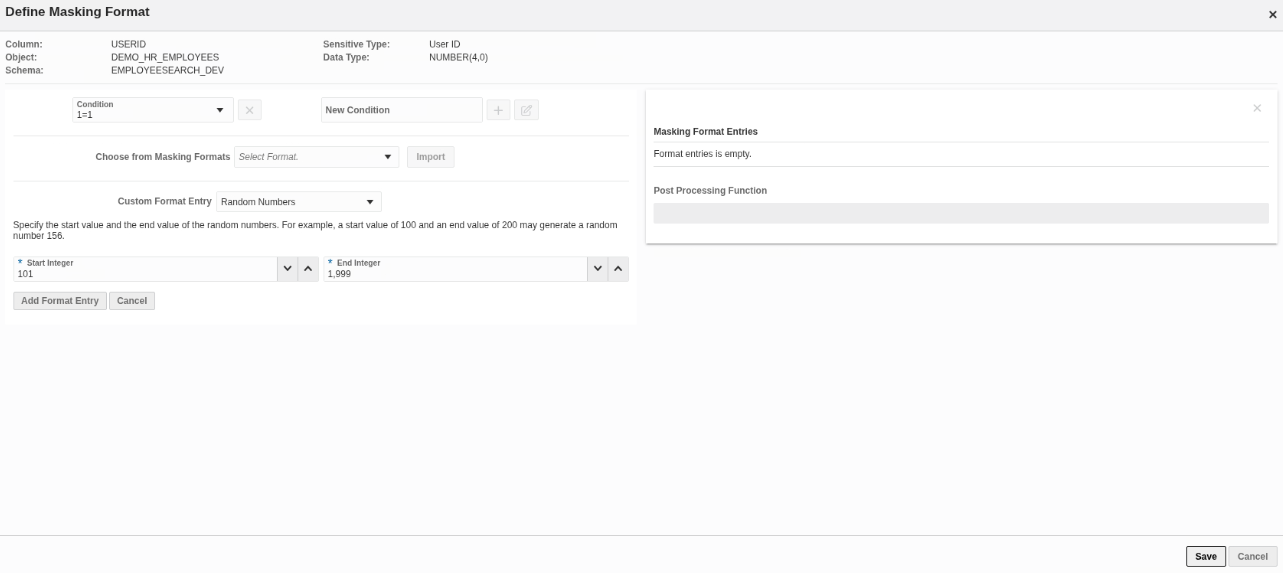 Define Masking Format
Column: USERID Sensitive Type: User ID
Object: DEMO_HR_EMPLOYEES Data Type: NUMBER(4,0)
Schema: EMPLOYEESEARCH_DEV
Condition
1=1
New Condition
Choose from Masking Formats Select Format. Import
Custom Format Entry Random Numbers
Specify the start value and the end value of the random numbers. For example, a start value of 100 and an end value of 200 may generate a random
number 156.
* Start Integer
101
* End Integer
1,999
Add Format Entry Cancel
Masking Format Entries
Format entries is empty.
Post Processing Function
Save Cancel